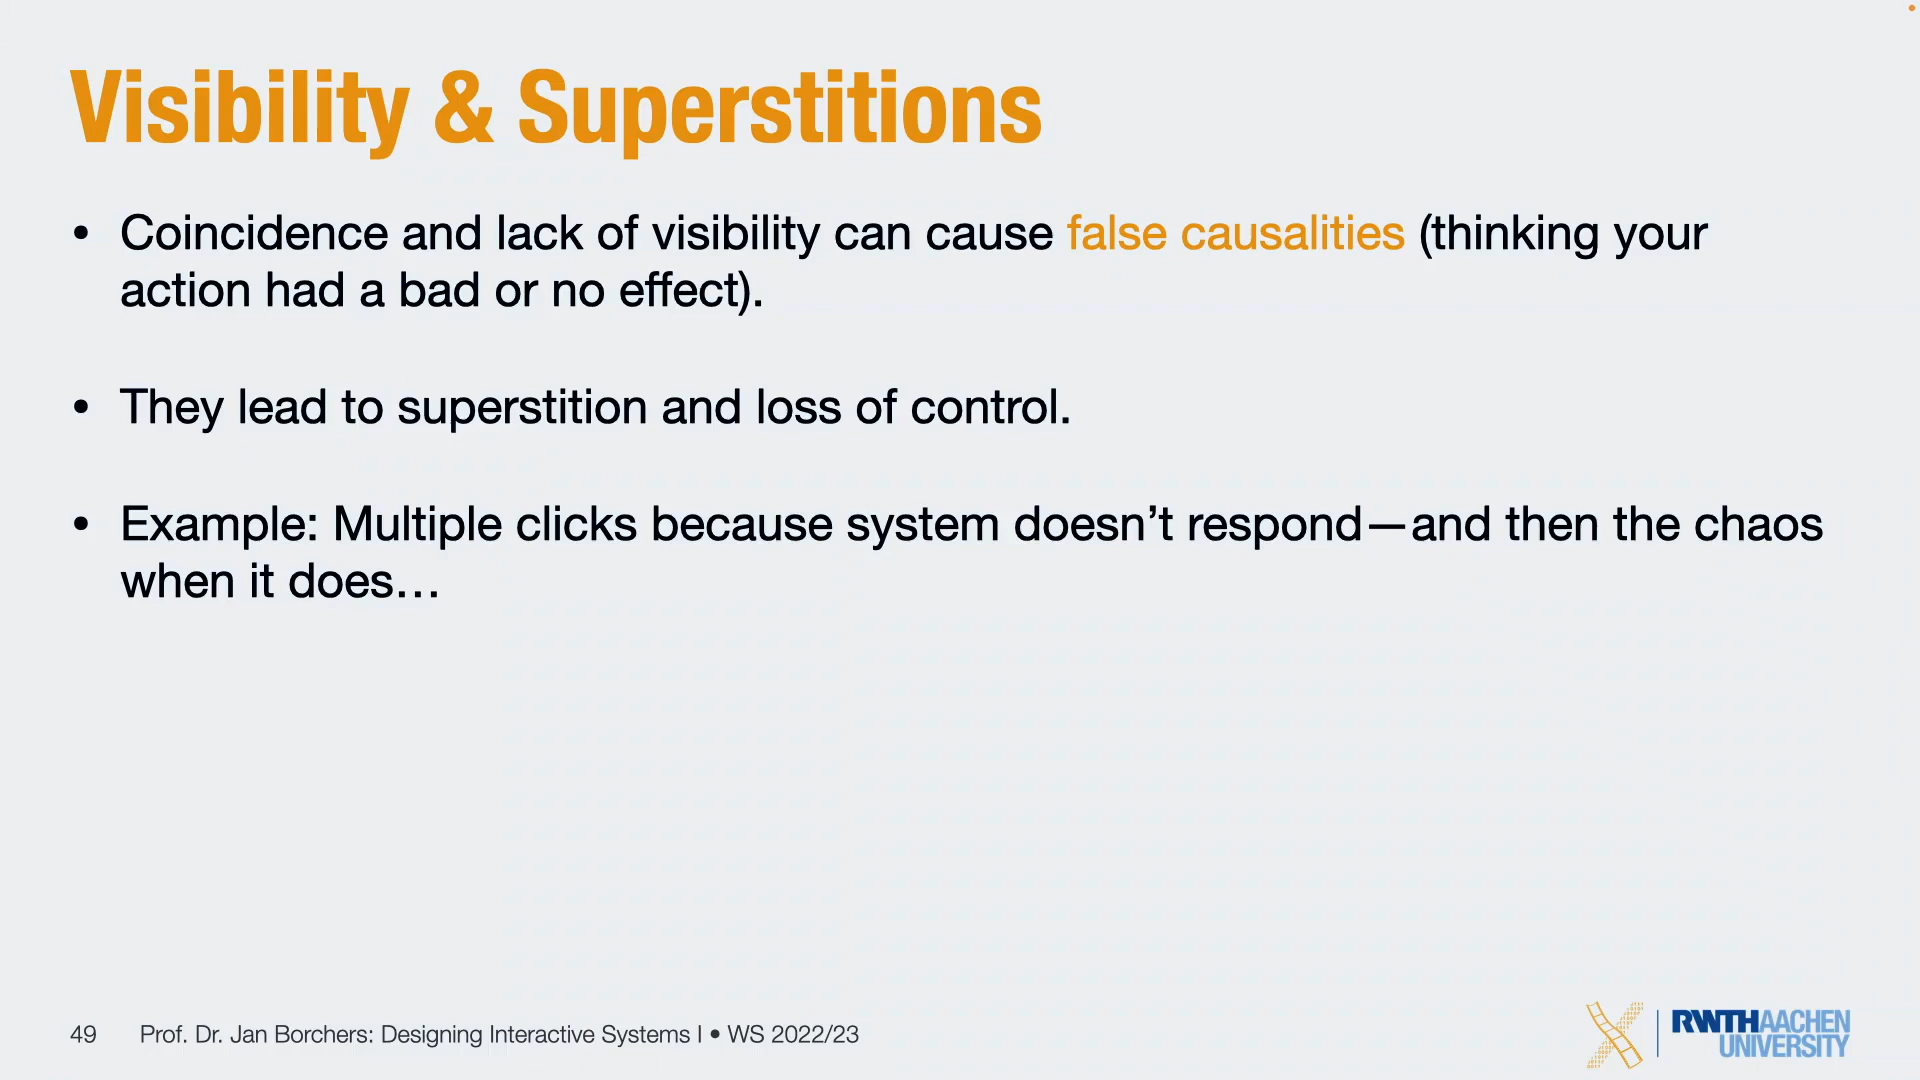 Visibility & Superstitions
• Coincidence and lack of visibility can cause false causalities (thinking your
action had a bad or no effect).
• They lead to superstition and loss of control.
• Example: Multiple clicks because system doesn’t respond—and then the chaos
when it does…
49 Prof. Dr. Jan Borchers: Designing Interactive Systems I • WS 2022/23
RWTHAACHEN
UNIVERSITY